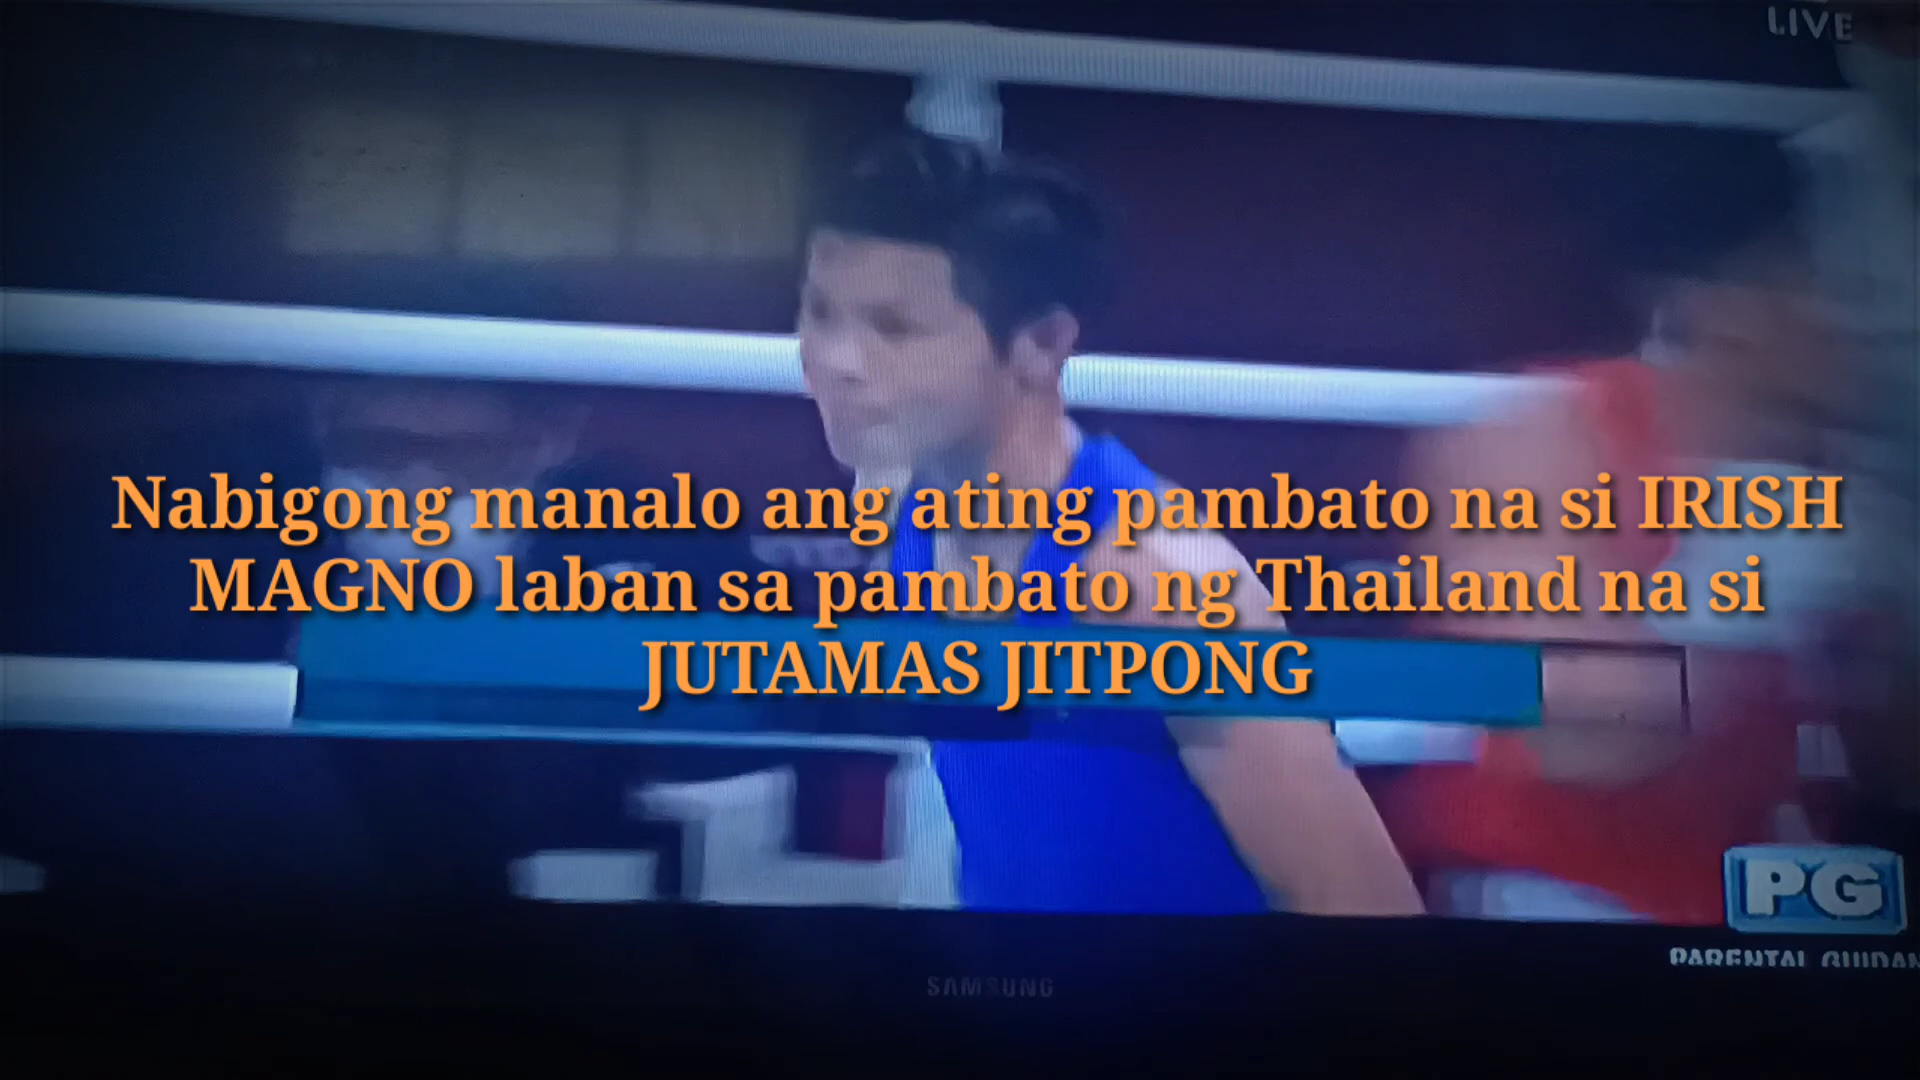 LIVE
Nabigong manalo ang ating pambato na si IRISH
MAGNO laban sa pambato ng Thailand na si
JUTAMAS JITPONG
PG
PARENTAL
SAMSUNG